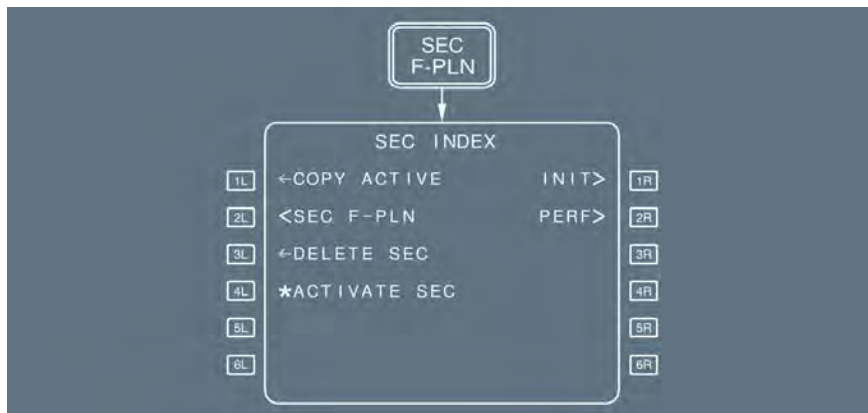 SEC
F-PLN
SEC INDEX
1L ←COPY ACTIVE INIT> 1R
2L <SEC F-PLN PERF> 2R
3L ←DELETE SEC 3R
4L *ACTIVATE SEC 4R
5L 5R
6L 6R